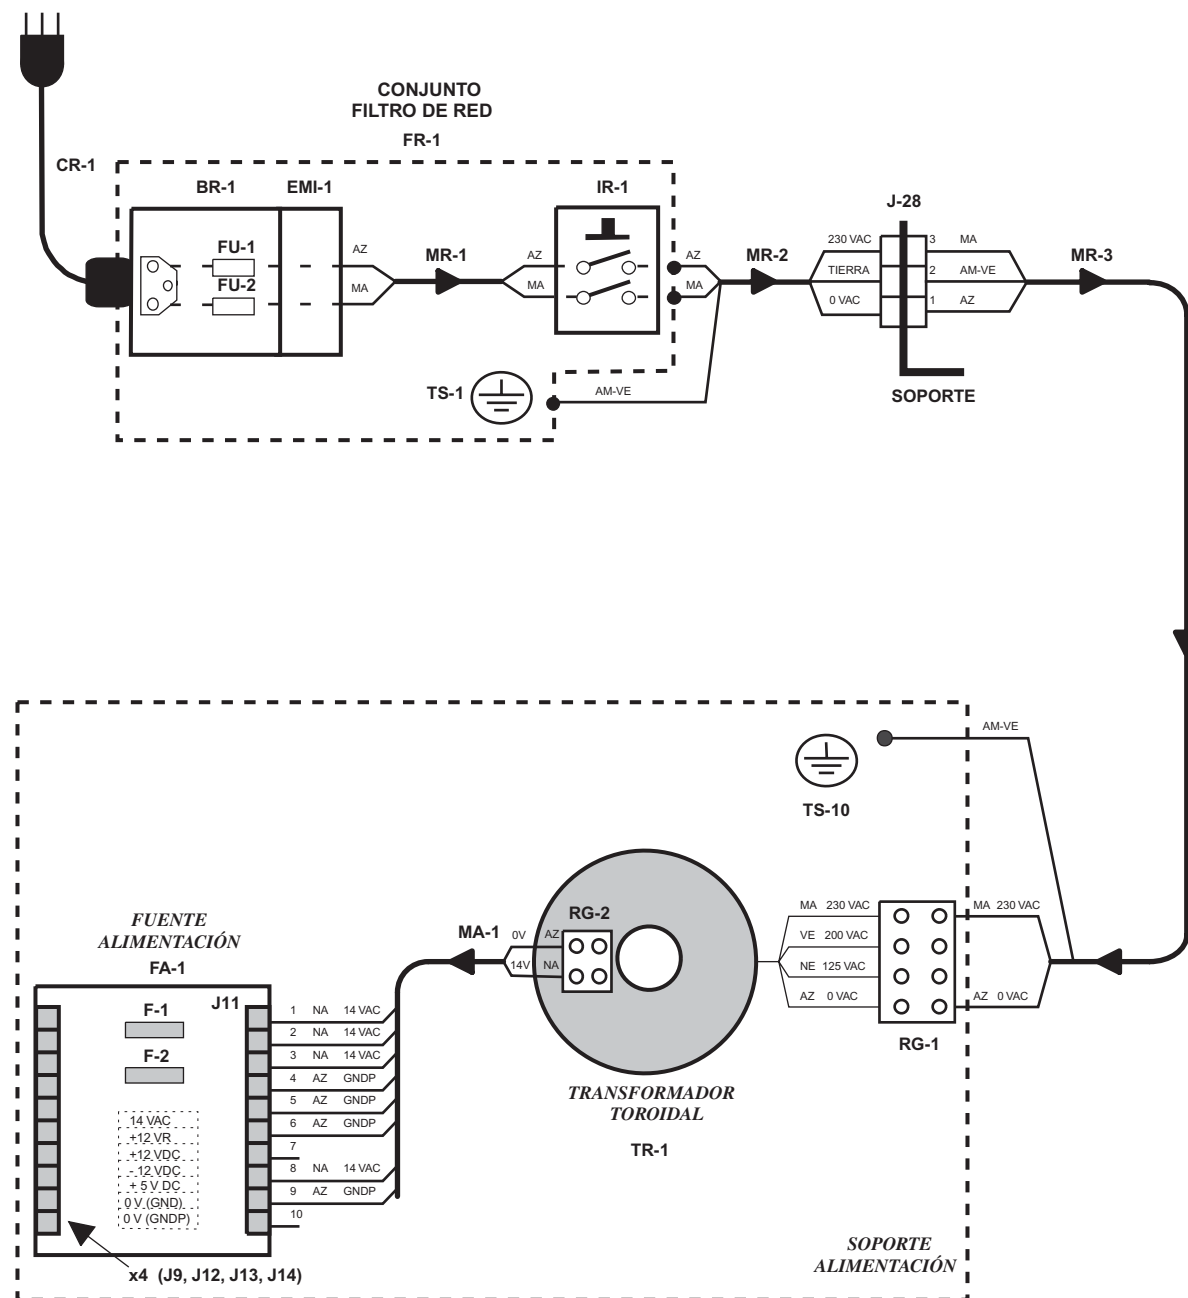 CONJUNTO
FILTRO DE RED
FR-1
CR-1
BR-1 EMI-1 IR-1
J-28
FU-1
FU-2
AZ
MA
MR-1
AZ
MA
AZ
MA
MR-2
230 VAC
TIERRA
0 VAC
3 MA
2 AM-VE
1 AZ
MR-3
TS-1
AM-VE
SOPORTE
AM-VE
TS-10
FUENTE
ALIMENTACIÓN
FA-1
MA-1
0V AZ
14V NA
RG-2
MA 230 VAC
VE 200 VAC
NE 125 VAC
AZ 0 VAC
MA 230 VAC
AZ 0 VAC
RG-1
F-1
F-2
J11
1 NA 14 VAC
2 NA 14 VAC
3 NA 14 VAC
4 AZ GNDP
5 AZ GNDP
6 AZ GNDP
7
8 NA 14 VAC
9 AZ GNDP
10
14 VAC
+12 VR
+12 VDC
- 12 VDC
+ 5 V DC
0 V (GND)
0 V (GNDP)
TRANSFORMADOR
TOROIDAL
TR-1
x4 (J9, J12, J13, J14)
SOPORTE
ALIMENTACIÓN